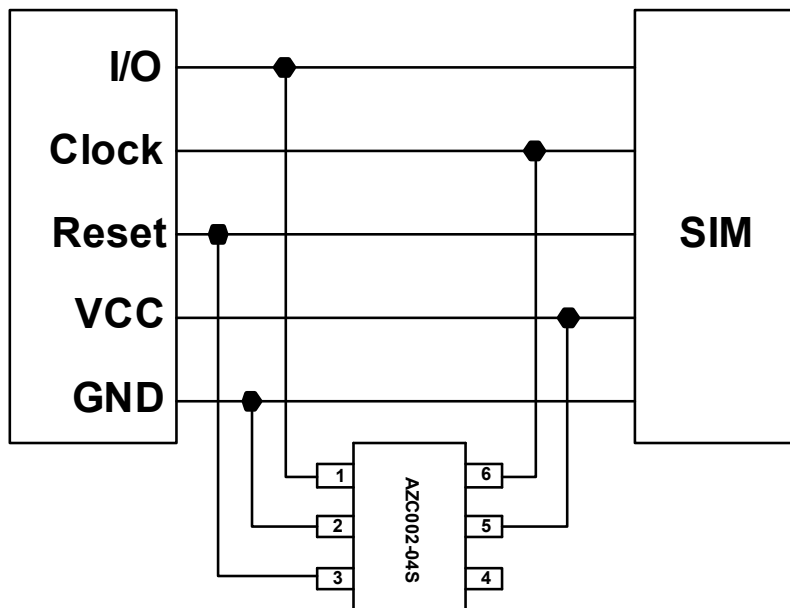 I/O
Clock
Reset
VCC
GND
SIM
AZC002-04S
1
2
3
6
5
4